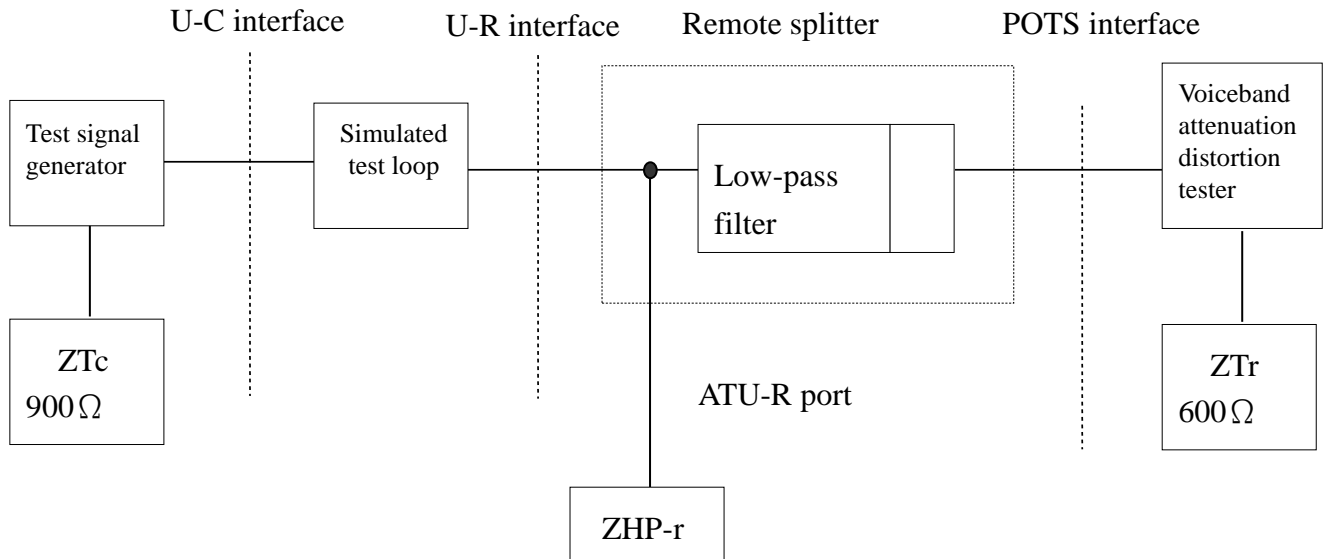 U-C interface
U-R interface
Remote splitter
POTS interface
Test signal
generator
Simulated
test loop
Low-pass
filter
Voiceband
attenuation
distortion
tester
ZTc
900Ω
ATU-R port
ZTr
600Ω
ZHP-r